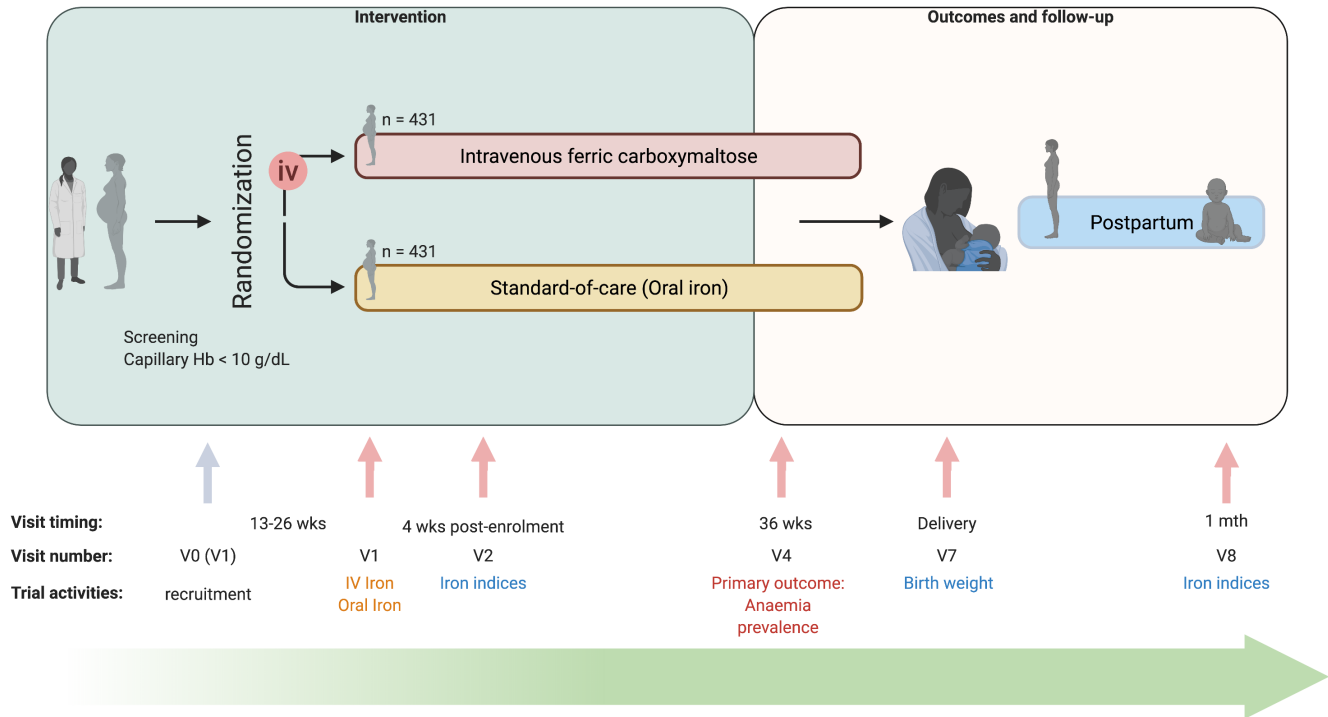 Intervention
Outcomes and follow-up
n = 431
Intravenous ferric carboxymaltose
Randomization
iv
n = 431
Standard-of-care (Oral iron)
Postpartum
Screening
Capillary Hb < 10 g/dL
Visit timing:
13-26 wks
4 wks post-enrolment
36 wks
Delivery
1 mth
Visit number:
V0 (V1)
V1
V2
V4
V7
V8
Trial activities:
recruitment
IV Iron
Oral Iron
Iron indices
Primary outcome:
Anaemia
prevalence
Birth weight
Iron indices